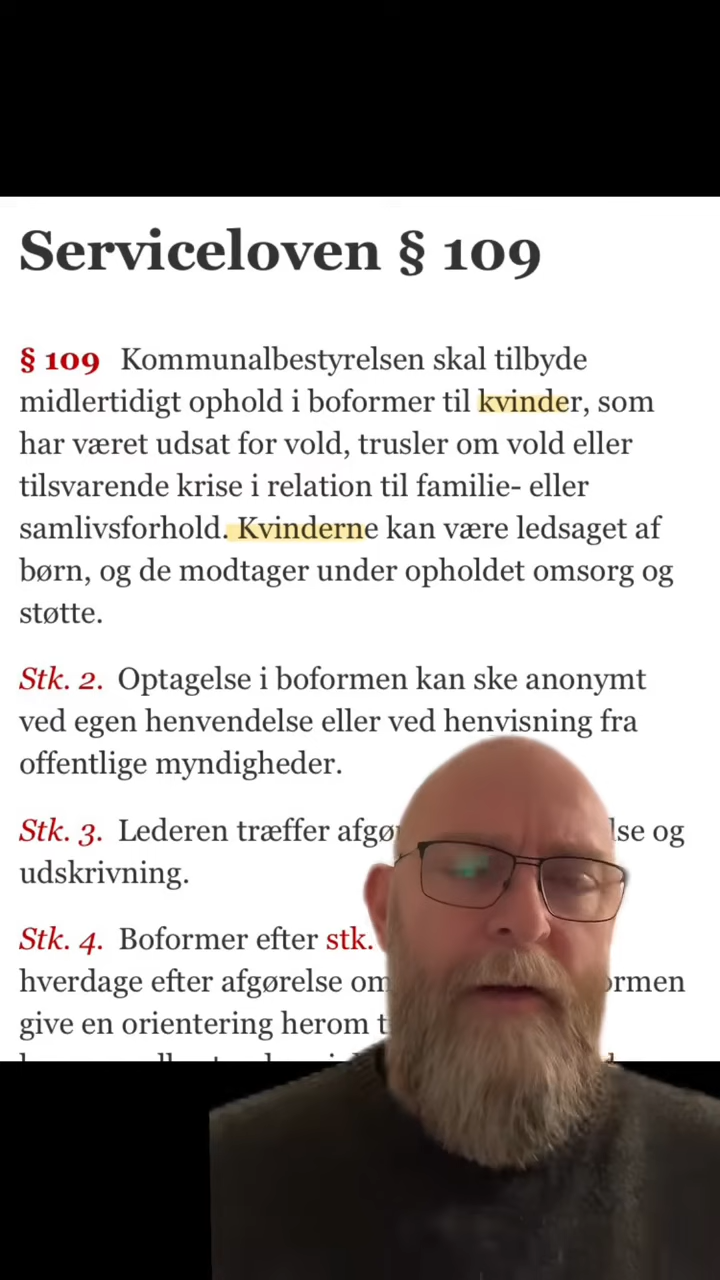 Serviceloven § 109
§ 109 Kommunalbestyrelsen skal tilbyde
midlertidigt ophold i boformer til kvinder, som
har været udsat for vold, trusler om vold eller
tilsvarende krise i relation til familie- eller
samlivsforhold. Kvinderne kan være ledsaget af
børn, og de modtager under opholdet omsorg og
støtte.
Stk. 2. Optagelse i boformen kan ske anonymt
ved egen henvendelse eller ved henvisning fra
offentlige myndigheder.
Stk. 3. Lederen træffer og
udskrivning.
Stk. 4. Boformer efter stk.
hverdage efter afgørelse om
give en orientering herom